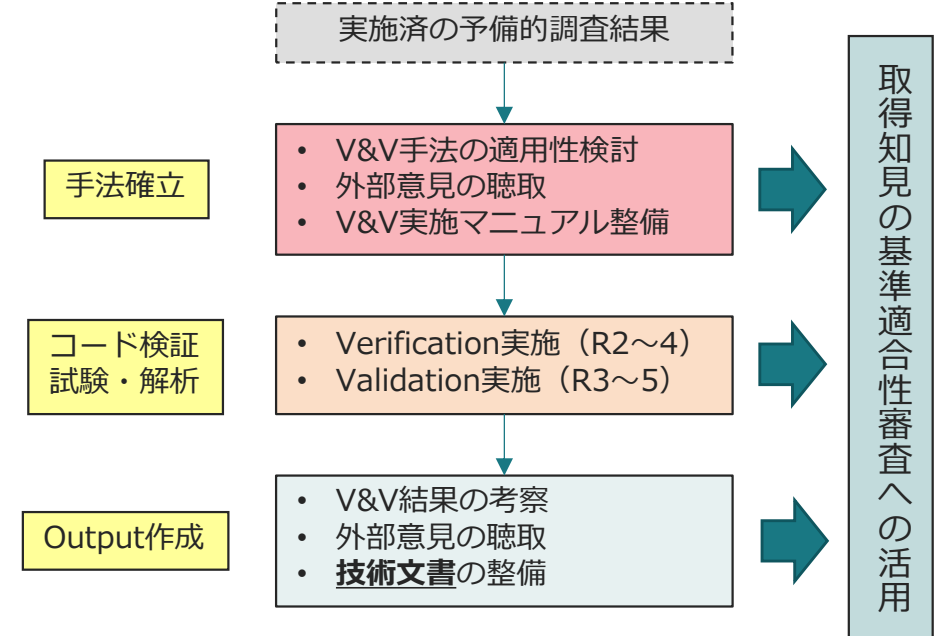 実施済の予備的調査結果
手法確立
• V&V手法の適用性検討
• 外部意見の聴取
• V&V実施マニュアル整備
コード検証
試験・解析
• Verification実施（R2～4）
• Validation実施（R3～5）
Output作成
• V&V結果の考察
• 外部意見の聴取
• 技術文書の整備
取得知見の基準適合性審査への活用